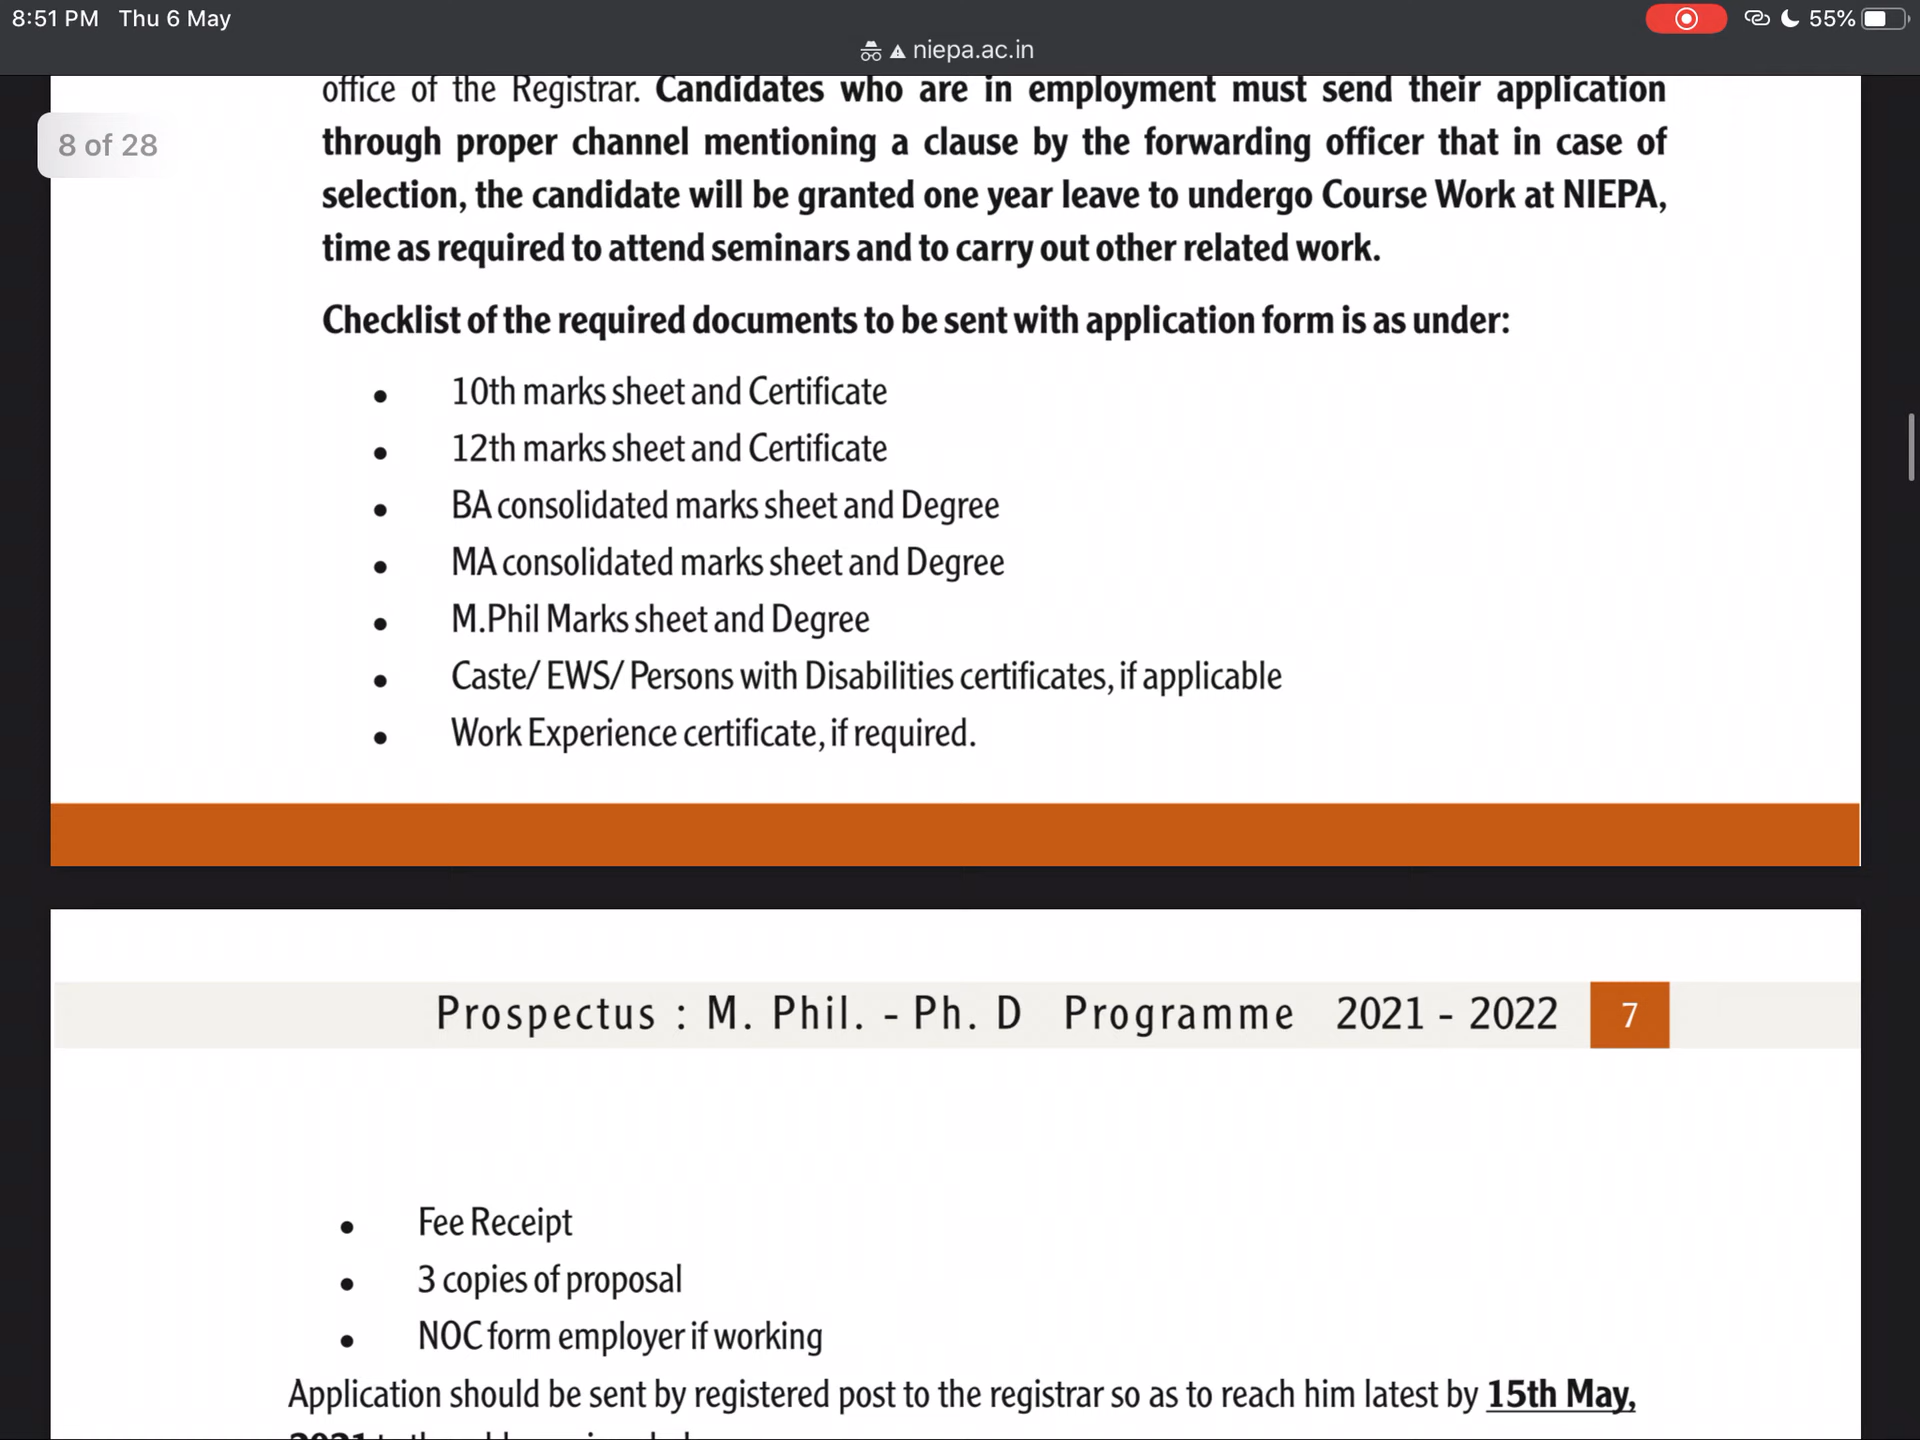 8:51 PM Thu 6 May
55%
niepa.ac.in
8 of 28
office of the Registrar. Candidates who are in employment must send their application
through proper channel mentioning a clause by the forwarding officer that in case of
selection, the candidate will be granted one year leave to undergo Course Work at NIEPA,
time as required to attend seminars and to carry out other related work.
Checklist of the required documents to be sent with application form is as under:
• 10th marks sheet and Certificate
• 12th marks sheet and Certificate
• BA consolidated marks sheet and Degree
• MA consolidated marks sheet and Degree
• M.Phil Marks sheet and Degree
• Caste/ EWS/ Persons with Disabilities certificates, if applicable
• Work Experience certificate, if required.
Prospectus : M. Phil. - Ph. D Programme 2021 - 2022 7
• Fee Receipt
• 3 copies of proposal
• NOC form employer if working
Application should be sent by registered post to the registrar so as to reach him latest by 15th May,
2021